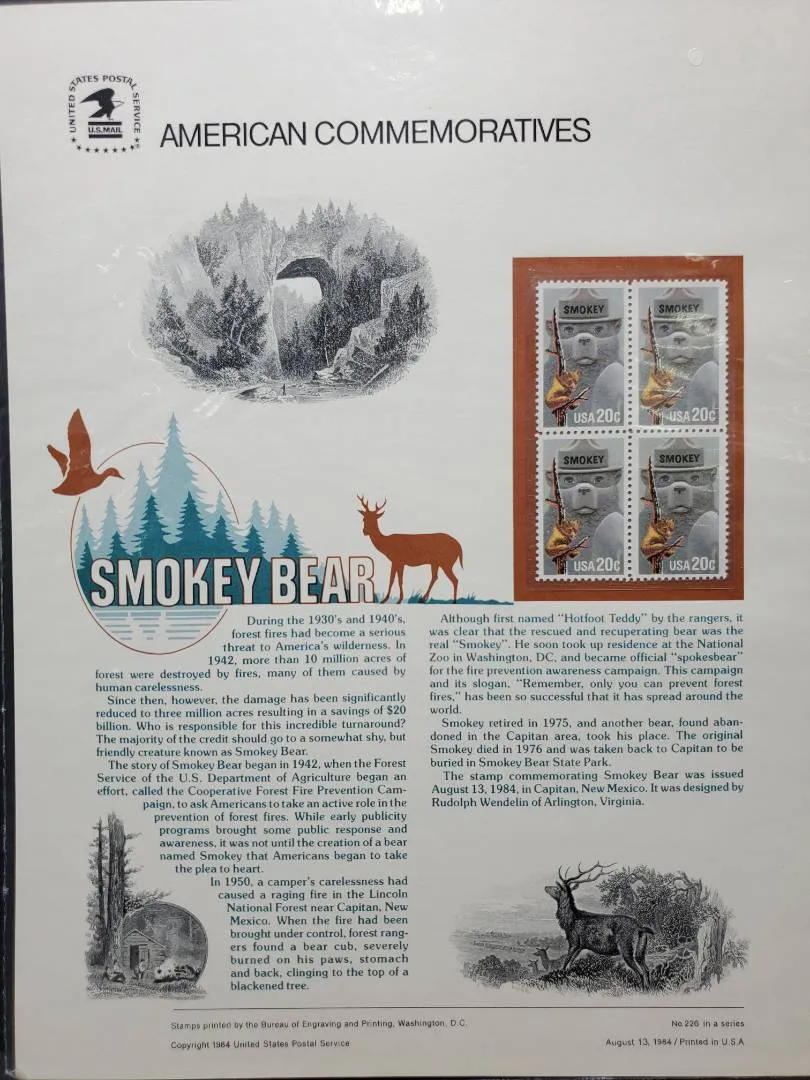 UNITED STATES POSTAL SERVICE
U.S.MAIL
AMERICAN COMMEMORATIVES
SMOKEY
USA 20c
SMOKEY
USA 20c
SMOKEY
USA 20c
SMOKEY
USA 20c
SMOKEY BEAR
During the 1930's and 1940's,
forest fires had become a serious
threat to America's wilderness. In
1942, more than 10 million acres of
forest were destroyed by fires, many of them caused by
human carelessness.
Since then, however, the damage has been significantly
reduced to three million acres resulting in a savings of $20
billion. Who is responsible for this incredible turnaround?
The majority of the credit should go to a somewhat shy, but
friendly creature known as Smokey Bear.
The story of Smokey Bear began in 1942, when the Forest
Service of the U.S. Department of Agriculture began an
effort, called the Cooperative Forest Fire Prevention Cam-
paign, to ask Americans to take an active role in the
prevention of forest fires. While early publicity
programs brought some public response and
awareness, it was not until the creation of a bear
named Smokey that Americans began to take
the plea to heart.
In 1950, a camper's carelessness had
caused a raging fire in the Lincoln
National Forest near Capitan, New
Mexico. When the fire had been
brought under control, forest rang-
ers found a bear cub, severely
burned on his paws, stomach
and back, clinging to the top of a
blackened tree.
Although first named "Hotfoot Teddy" by the rangers, it
was clear that the rescued and recuperating bear was the
real "Smokey". He soon took up residence at the National
Zoo in Washington, DC, and became official "spokesbear"
for the fire prevention awareness campaign. This campaign
and its slogan, "Remember, only you can prevent forest
fires," has been so successful that it has spread around the
world.
Smokey retired in 1975, and another bear, found aban-
doned in the Capitan area, took his place. The original
Smokey died in 1976 and was taken back to Capitan to be
buried in Smokey Bear State Park.
The stamp commemorating Smokey Bear was issued
August 13, 1984, in Capitan, New Mexico. It was designed by
Rudolph Wendelin of Arlington, Virginia.
Stamps printed by the Bureau of Engraving and Printing, Washington, D.C.
No. 226 in a series
Copyright 1984 United States Postal Service
August 13, 1984 / Printed in U.S.A